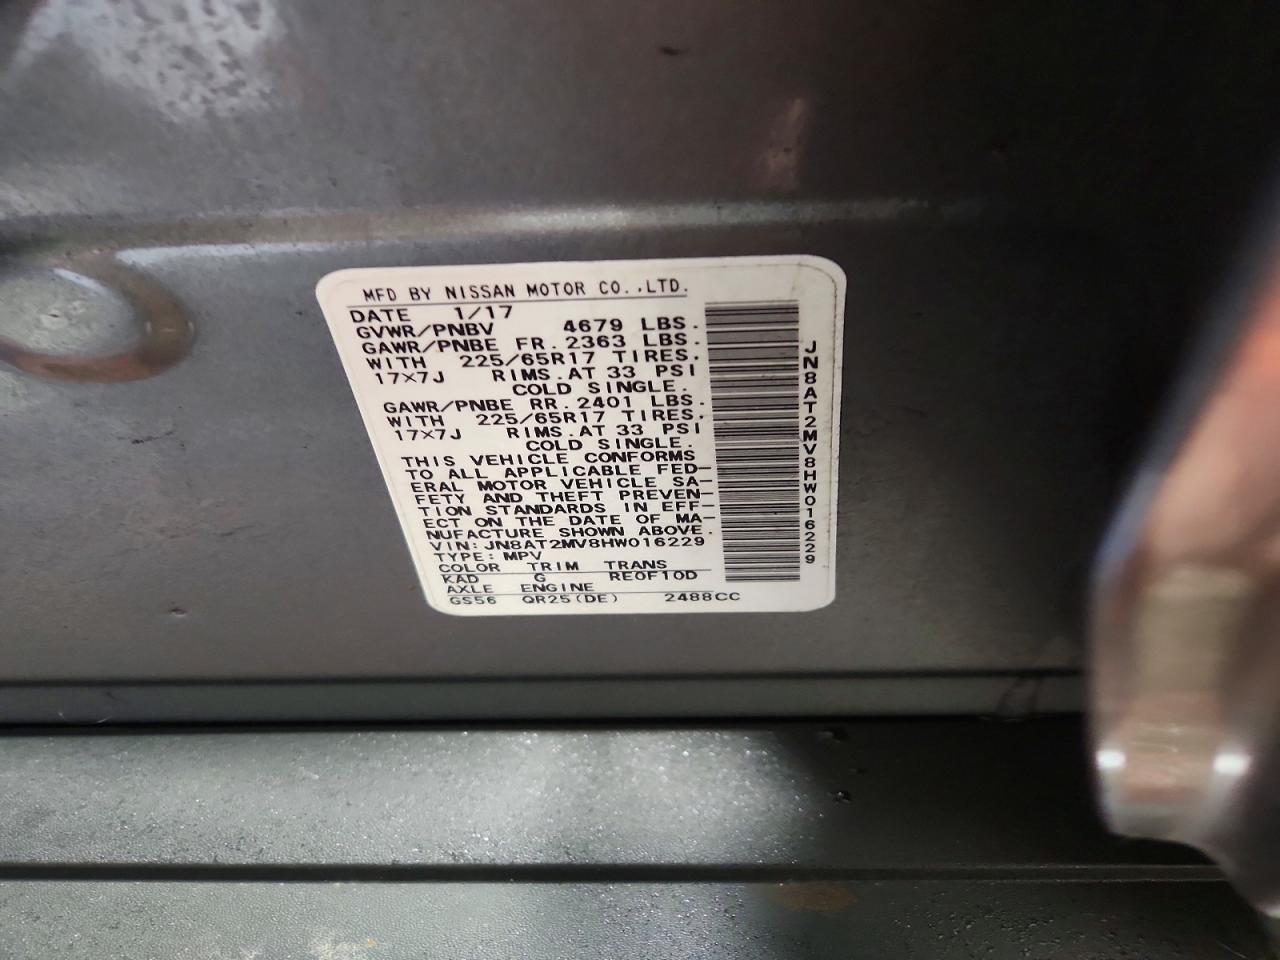 MFD BY NISSAN MOTOR CO.,LTD.
DATE 1/17
GVWR/PNBV 4679 LBS.
GAWR/PNBE FR. 2363 LBS.
WITH 225/65R17 TIRES,
17×7J RIMS.AT 33 PSI
COLD SINGLE.
GAWR/PNBE RR. 2401 LBS.
WITH 225/65R17 TIRES,
17×7J RIMS.AT 33 PSI
COLD SINGLE.
THIS VEHICLE CONFORMS
TO ALL APPLICABLE FED-
ERAL MOTOR VEHICLE SA-
FETY AND THEFT PREVEN-
TION STANDARDS IN EFF-
ECT ON THE DATE OF MA-
NUFACTURE SHOWN ABOVE.
VIN:JN8AT2MV8HW016229
TYPE:MPV
COLOR TRIM TRANS
KAD G RE0F10D
AXLE ENGINE
GS56 QR25(DE) 2488CC
JN8AT2MV8HW016229